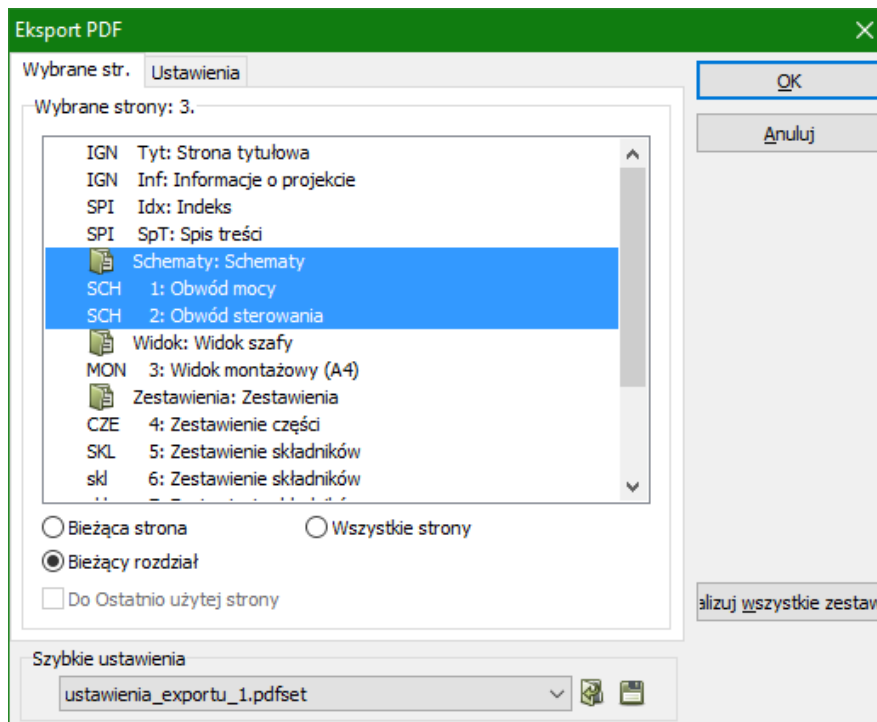 Eksport PDF
Wybrane str.
Ustawienia
OK
Wybrane strony: 3.
Anuluj
IGN Tyt: Strona tytułowa
IGN Inf: Informacje o projekcie
SPI Idx: Indeks
SPI SpT: Spis treści
Schematy: Schematy
SCH 1: Obwód mocy
SCH 2: Obwód sterowania
Widok: Widok szafy
MON 3: Widok montażowy (A4)
Zestawienia: Zestawienia
CZE 4: Zestawienie części
SKL 5: Zestawienie składników
skl 6: Zestawienie składników
Bieżąca strona
Wszystkie strony
Bieżący rozdział
Do Ostatnio użytej strony
alizuj wszystkie zestaw
Szybkie ustawienia
ustawienia_exportu_1.pdfset